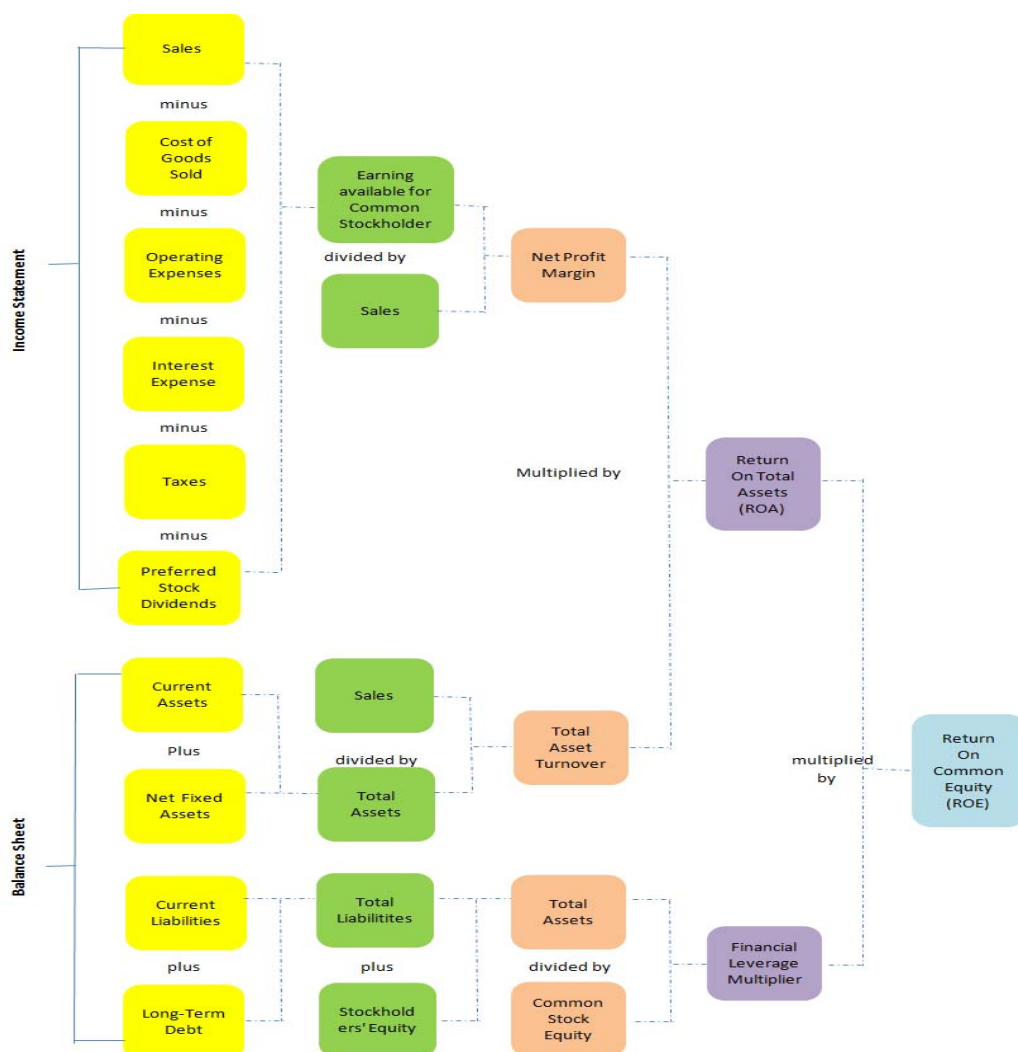 Income Statement
Sales
minus
Cost of
Goods
Sold
minus
Operating
Expenses
minus
Interest
Expense
minus
Taxes
minus
Preferred
Stock
Dividends
Earning
available for
Common
Stockholder
divided by
Sales
Net Profit
Margin
Multiplied by
Return
On Total
Assets
(ROA)
Balance Sheet
Current
Assets
Plus
Net Fixed
Assets
Sales
divided by
Total
Assets
Total
Asset
Turnover
multiplied
by
Return
On
Common
Equity
(ROE)
Current
Liabilities
plus
Long-Term
Debt
Total
Liabilitites
plus
Stockhold
ers' Equity
Total
Assets
divided by
Common
Stock
Equity
Financial
Leverage
Multiplier